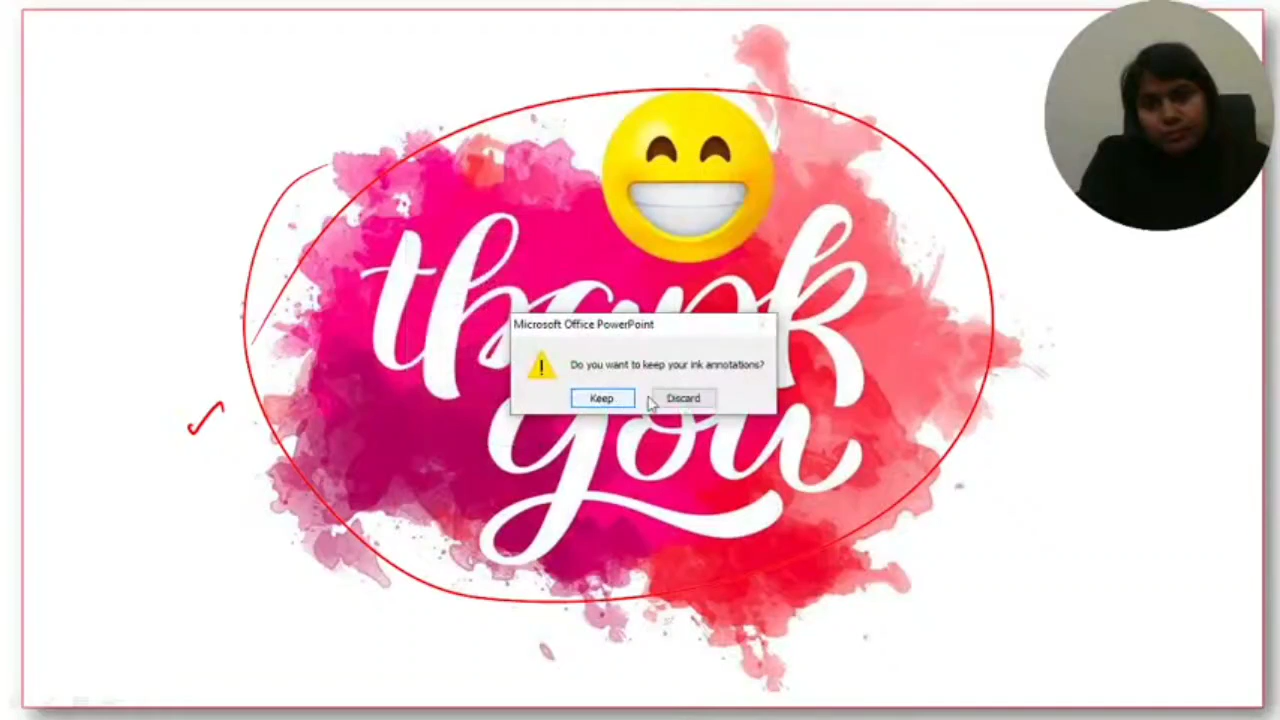 thank
you
Microsoft Office PowerPoint
Do you want to keep your ink annotations?
Keep Discard